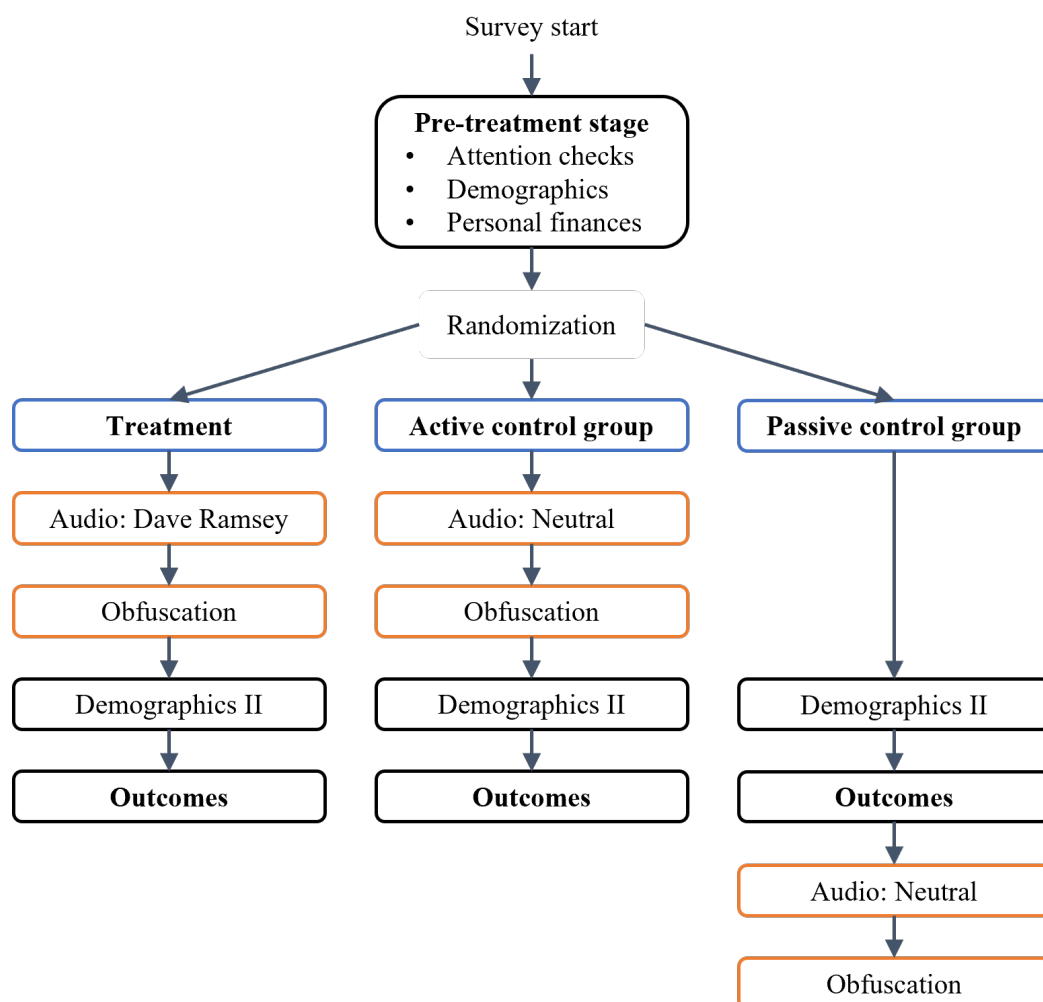 Survey start
Pre-treatment stage
• Attention checks
• Demographics
• Personal finances
Randomization
Treatment
Active control group
Passive control group
Audio: Dave Ramsey
Audio: Neutral
Obfuscation
Obfuscation
Demographics II
Demographics II
Demographics II
Outcomes
Outcomes
Outcomes
Audio: Neutral
Obfuscation